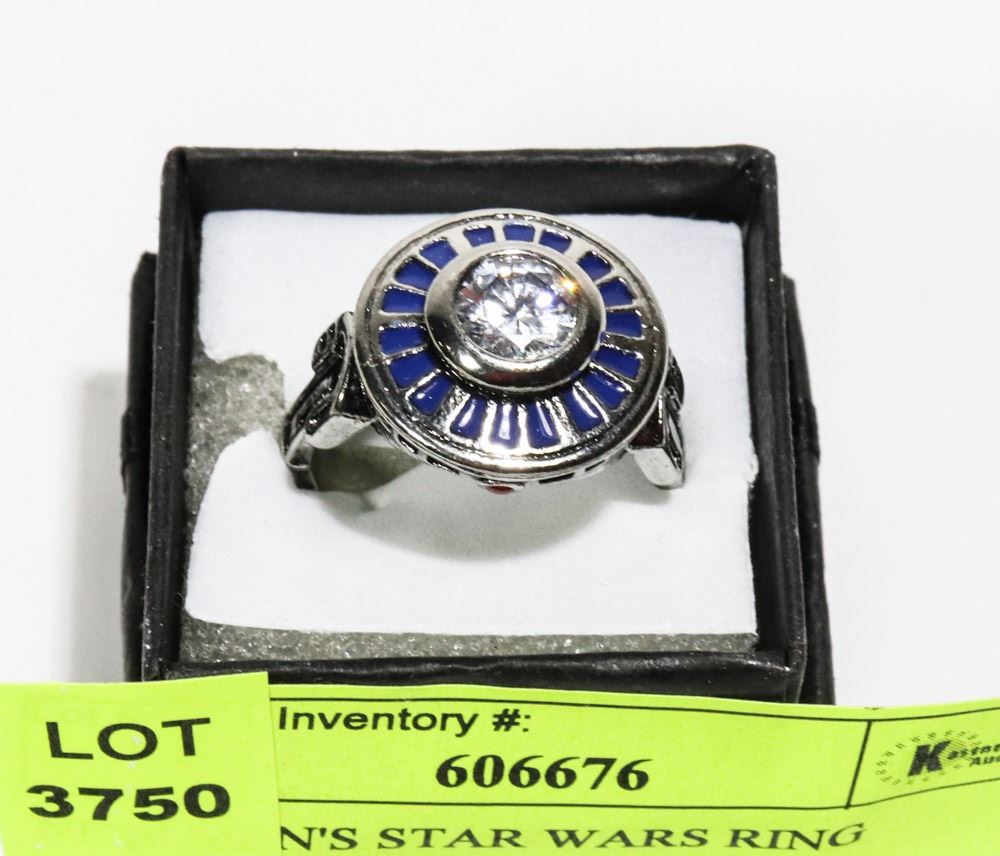 LOT
3750
Inventory #:
606676
N'S STAR WARS RING